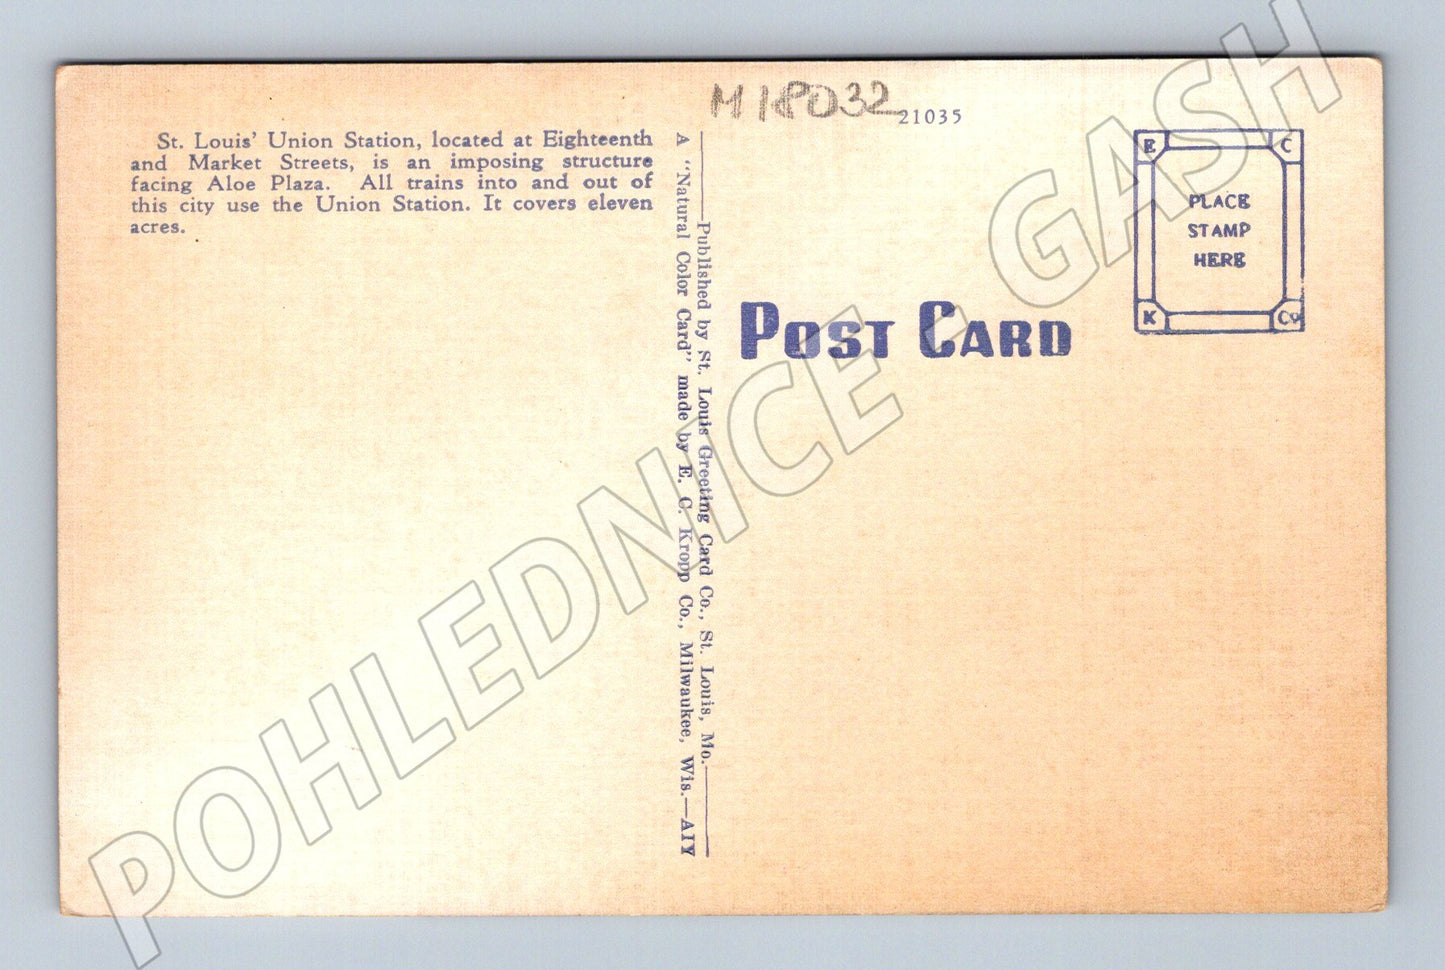 M 18032
21035
St. Louis' Union Station, located at Eighteenth
and Market Streets, is an imposing structure
facing Aloe Plaza. All trains into and out of
this city use the Union Station. It covers eleven
acres.
A "Natural Color Card" made by E. C. Kropp Co., Milwaukee, Wis.—AIY
Published by St. Louis Greeting Card Co., St. Louis, Mo.
POST CARD
E C
PLACE
STAMP
HERE
K Co
POHLEDNICE - GASH